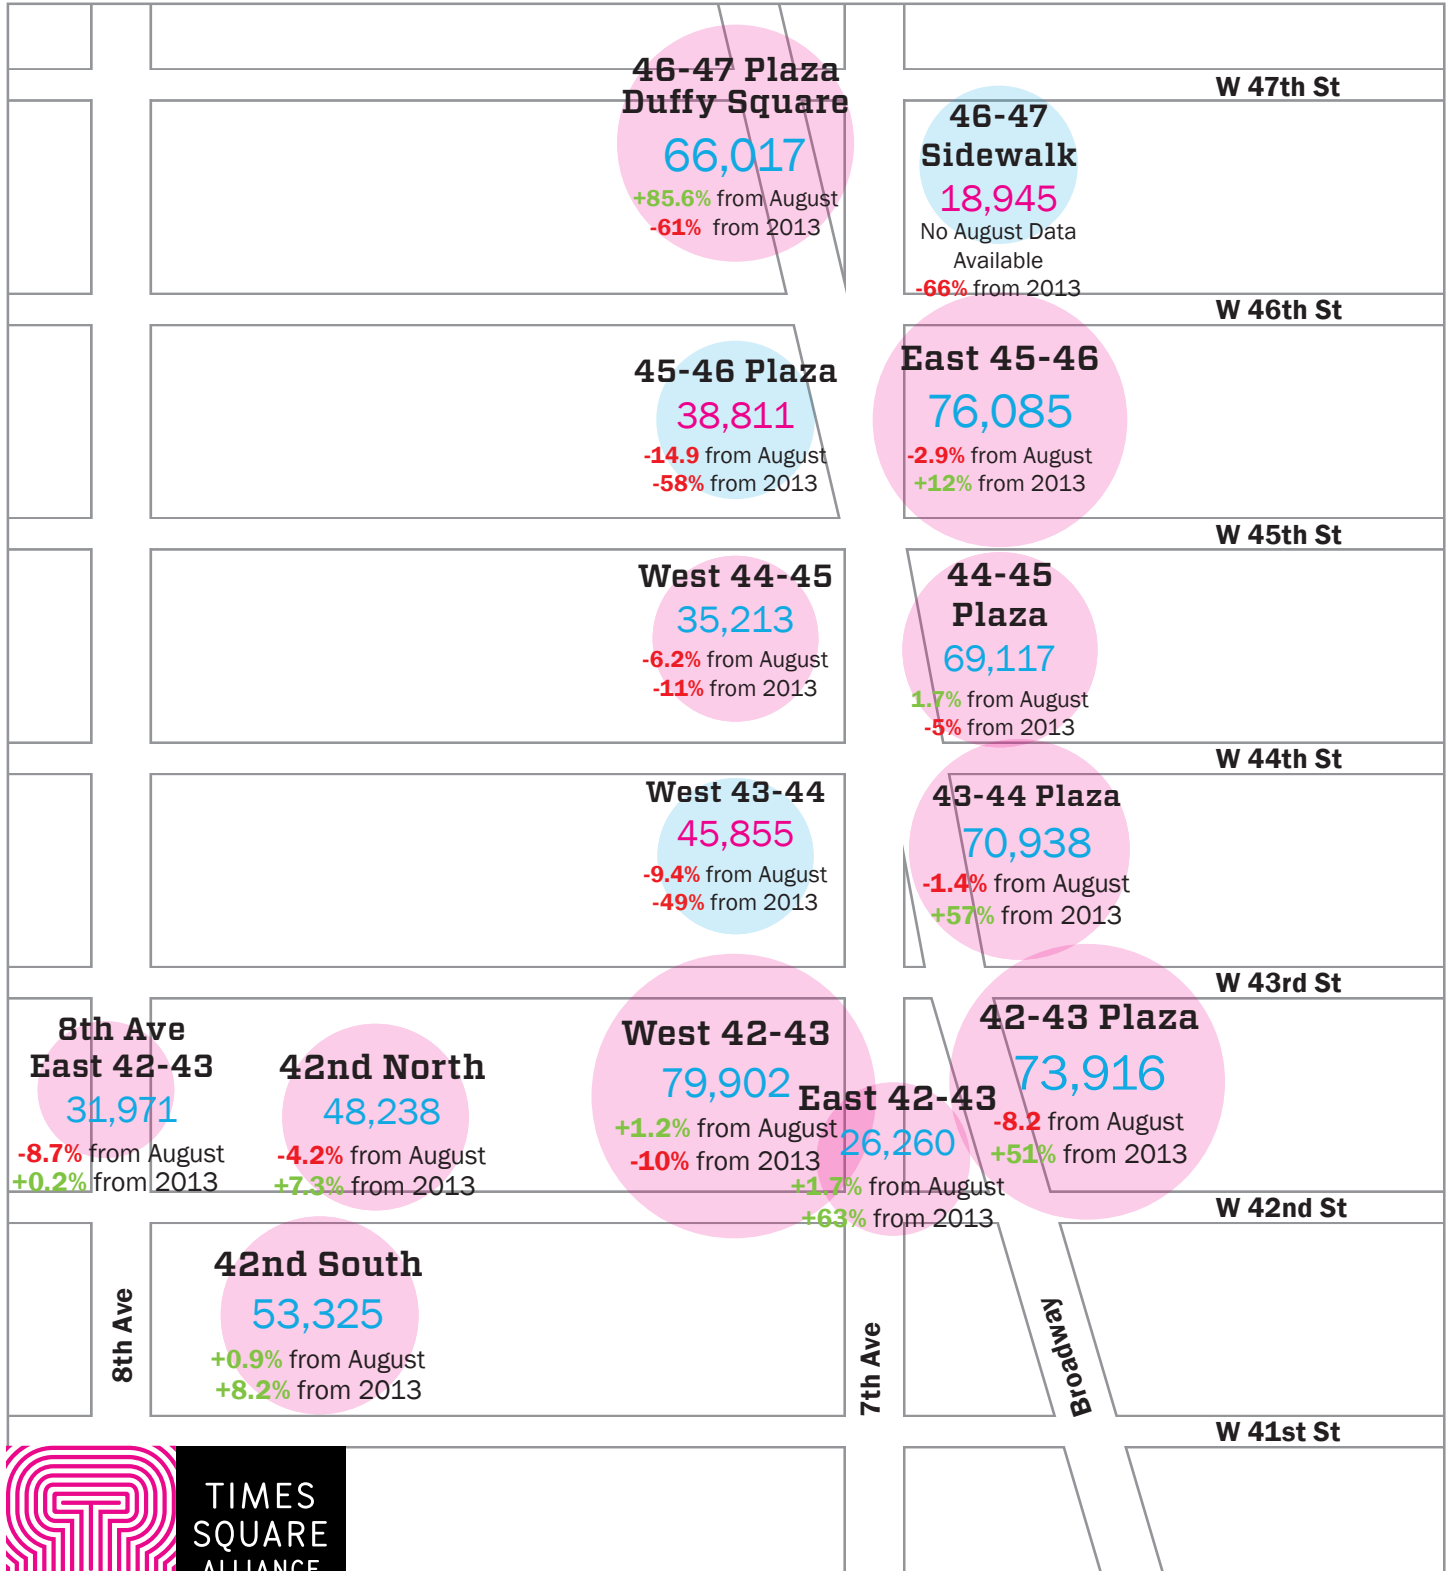 46-47 Plaza
Duffy Square
66,017
+85.6% from August
-61% from 2013
W 47th St
46-47
Sidewalk
18,945
No August Data
Available
-66% from 2013
W 46th St
45-46 Plaza
38,811
-14.9 from August
-58% from 2013
East 45-46
76,085
-2.9% from August
+12% from 2013
W 45th St
West 44-45
35,213
-6.2% from August
-11% from 2013
44-45
Plaza
69,117
1.7% from August
-5% from 2013
W 44th St
West 43-44
45,855
-9.4% from August
-49% from 2013
43-44 Plaza
70,938
-1.4% from August
+57% from 2013
W 43rd St
8th Ave
East 42-43
31,971
-8.7% from August
+0.2% from 2013
42nd North
48,238
-4.2% from August
+7.3% from 2013
West 42-43
79,902
+1.2% from August
-10% from 2013
East 42-43
26,260
+1.7% from August
+63% from 2013
42-43 Plaza
73,916
-8.2 from August
+51% from 2013
W 42nd St
42nd South
53,325
+0.9% from August
+8.2% from 2013
8th Ave
7th Ave
Broadway
W 41st St
TIMES
SQUARE
ALLIANCE